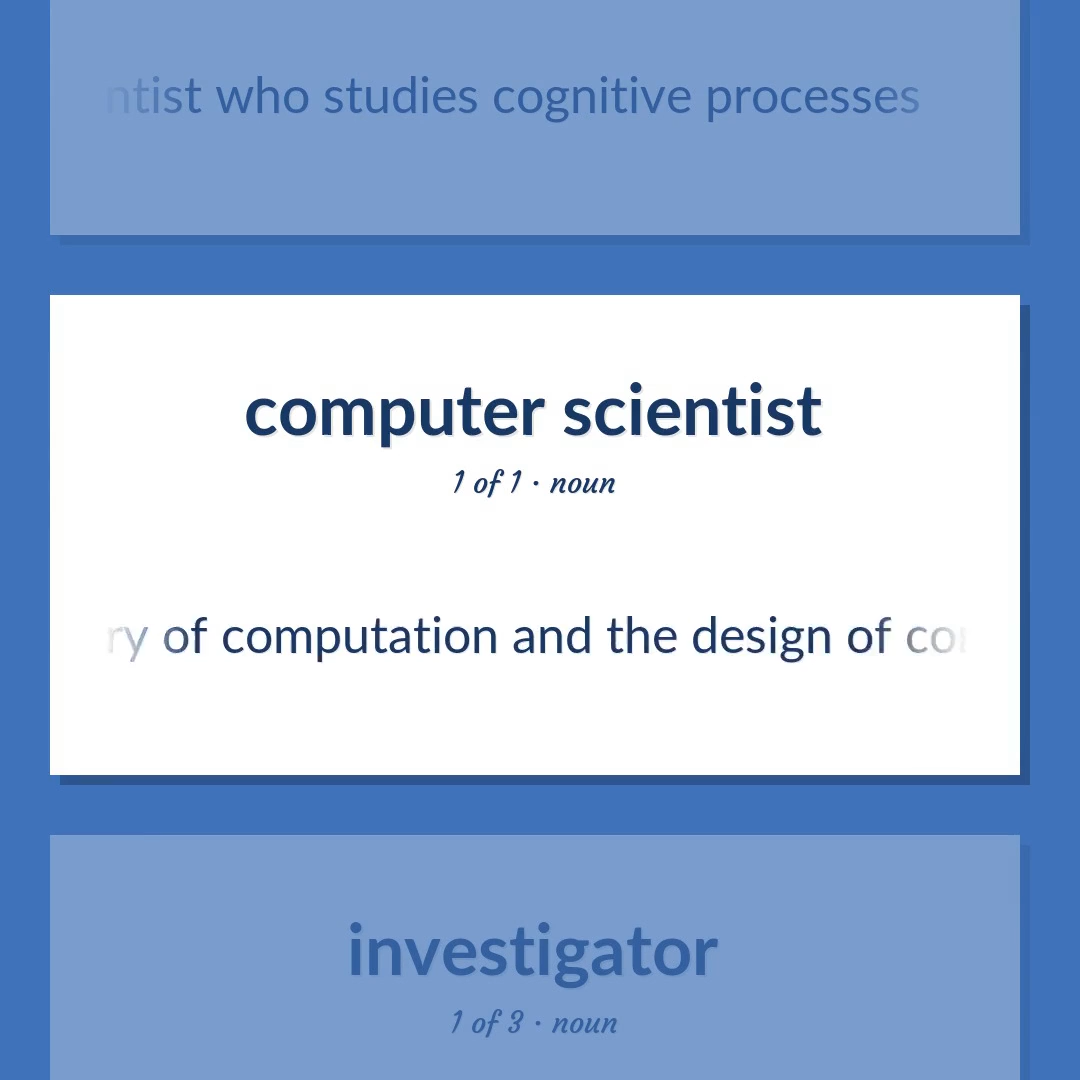 ntist who studies cognitive processes
computer scientist
1 of 1 · noun
ry of computation and the design of co
investigator
1 of 3 · noun